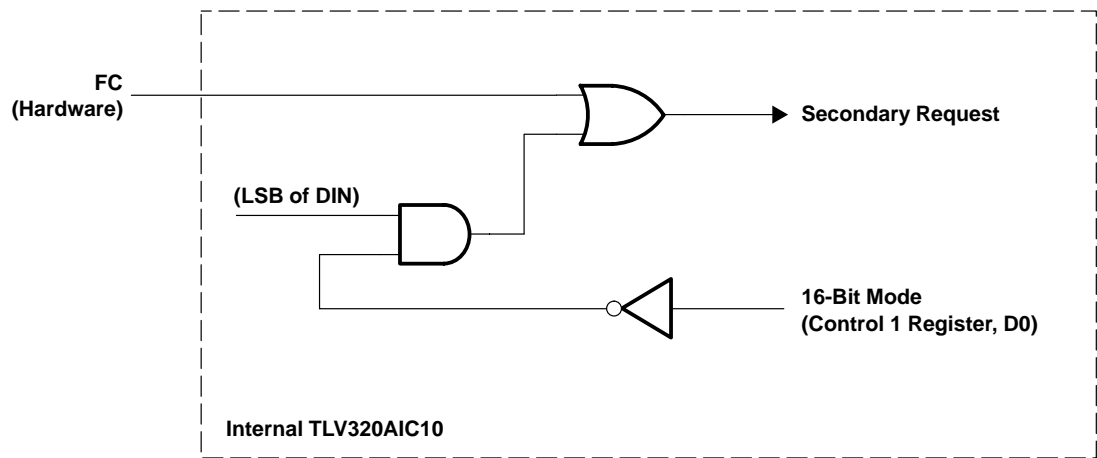 FC
(Hardware)
Secondary Request
(LSB of DIN)
16-Bit Mode
(Control 1 Register, D0)
Internal TLV320AIC10